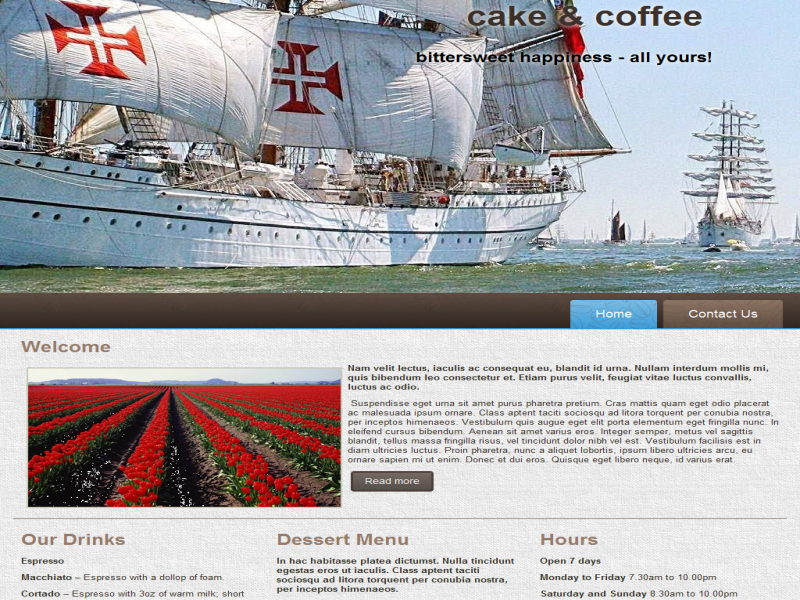 cake & coffee
bittersweet happiness - all yours!
Home
Contact Us
Welcome
Nam velit lectus, iaculis ac consequat eu, blandit id urna. Nullam interdum mollis mi,
quis bibendum leo consectetur et. Etiam purus velit, feugiat vitae luctus convallis,
luctus ac odio.
Suspendisse eget urna sit amet purus pharetra pretium. Cras mattis quam eget odio placerat
ac malesuada ipsum ornare. Class aptent taciti sociosqu ad litora torquent per conubia nostra,
per inceptos himenaeos. Vestibulum quis augue eget elit porta elementum eget fringilla nunc. In
eleifend cursus bibendum. Aenean sit amet varius eros. Integer semper, metus vel sagittis
blandit, tellus massa fringilla risus, vel tincidunt dolor nibh vel est. Vestibulum facilisis est in
diam ultricies luctus. Proin pharetra, nunc a aliquet lobortis, ipsum libero ultricies arcu, eu
ornare sapien mi ut enim. Donec et dui eros. Quisque eget libero neque, id varius erat.
Read more
Our Drinks
Espresso
Macchiato – Espresso with a dollop of foam.
Cortado – Espresso with 3oz of warm milk; short
Dessert Menu
In hac habitasse platea dictumst. Nulla tincidunt
egestas eros ut iaculis. Class aptent taciti
sociosqu ad litora torquent per conubia nostra,
per inceptos himenaeos.
Hours
Open 7 days
Monday to Friday 7.30am to 10.00pm
Saturday and Sunday 8.30am to 10.00pm